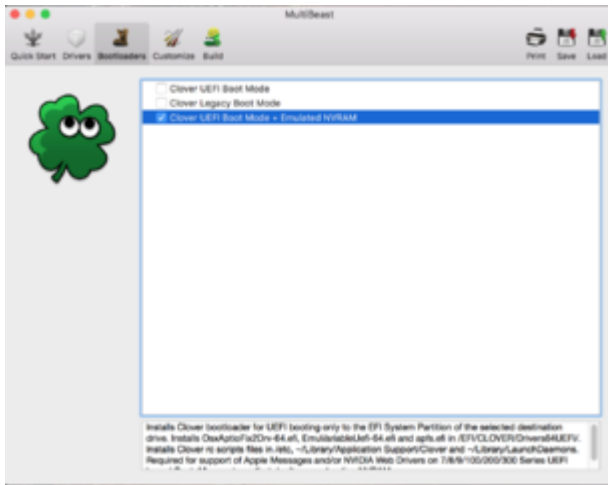 MultiBeast
Quick Start Drivers Bootloaders Customize Build Print Save Load
Clover UEFI Boot Mode
Clover Legacy Boot Mode
Clover UEFI Boot Mode + Emulated NVRAM
Installs Clover bootloader for UEFI booting only to the EFI System Partition of the selected destination
drive. Installs OsxAptioFix2Drv-64.efi, EmuVariableUefi-64.efi and apfs.efi in /EFI/CLOVER/Drivers64UEFI/.
Installs Clover rc scripts files in /etc, ~/Library/Application Support/Clover and ~/Library/LaunchDaemons.
Required for support of Apple Messages and/or NVIDIA Web Drivers on 7/8/9/100/200/300 Series UEFI